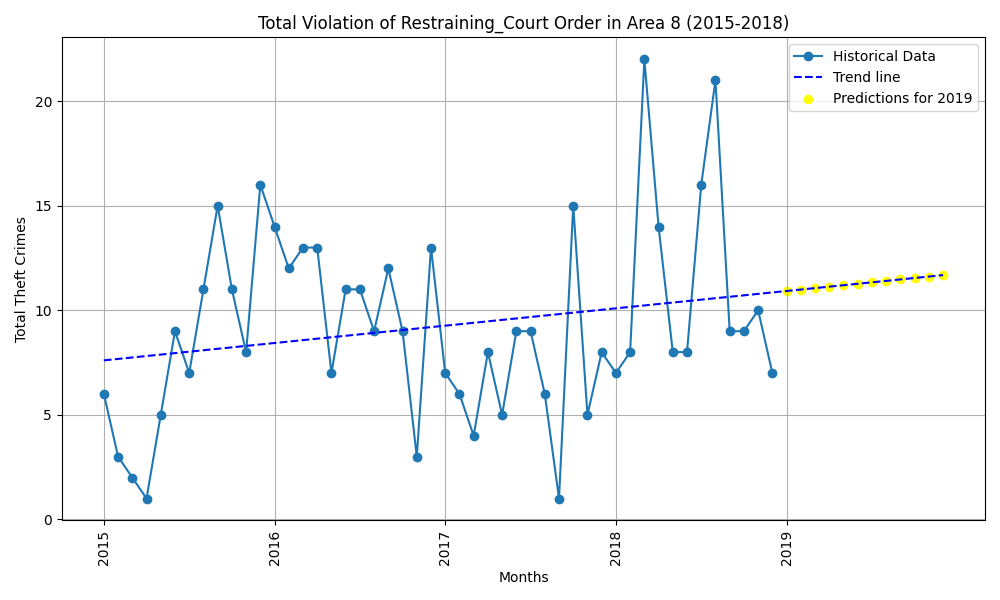 Total Violation of Restraining_Court Order in Area 8 (2015-2018)
Historical Data
Trend line
Predictions for 2019
Total Theft Crimes
20
15
10
5
0
2015
2016
2017
2018
2019
Months